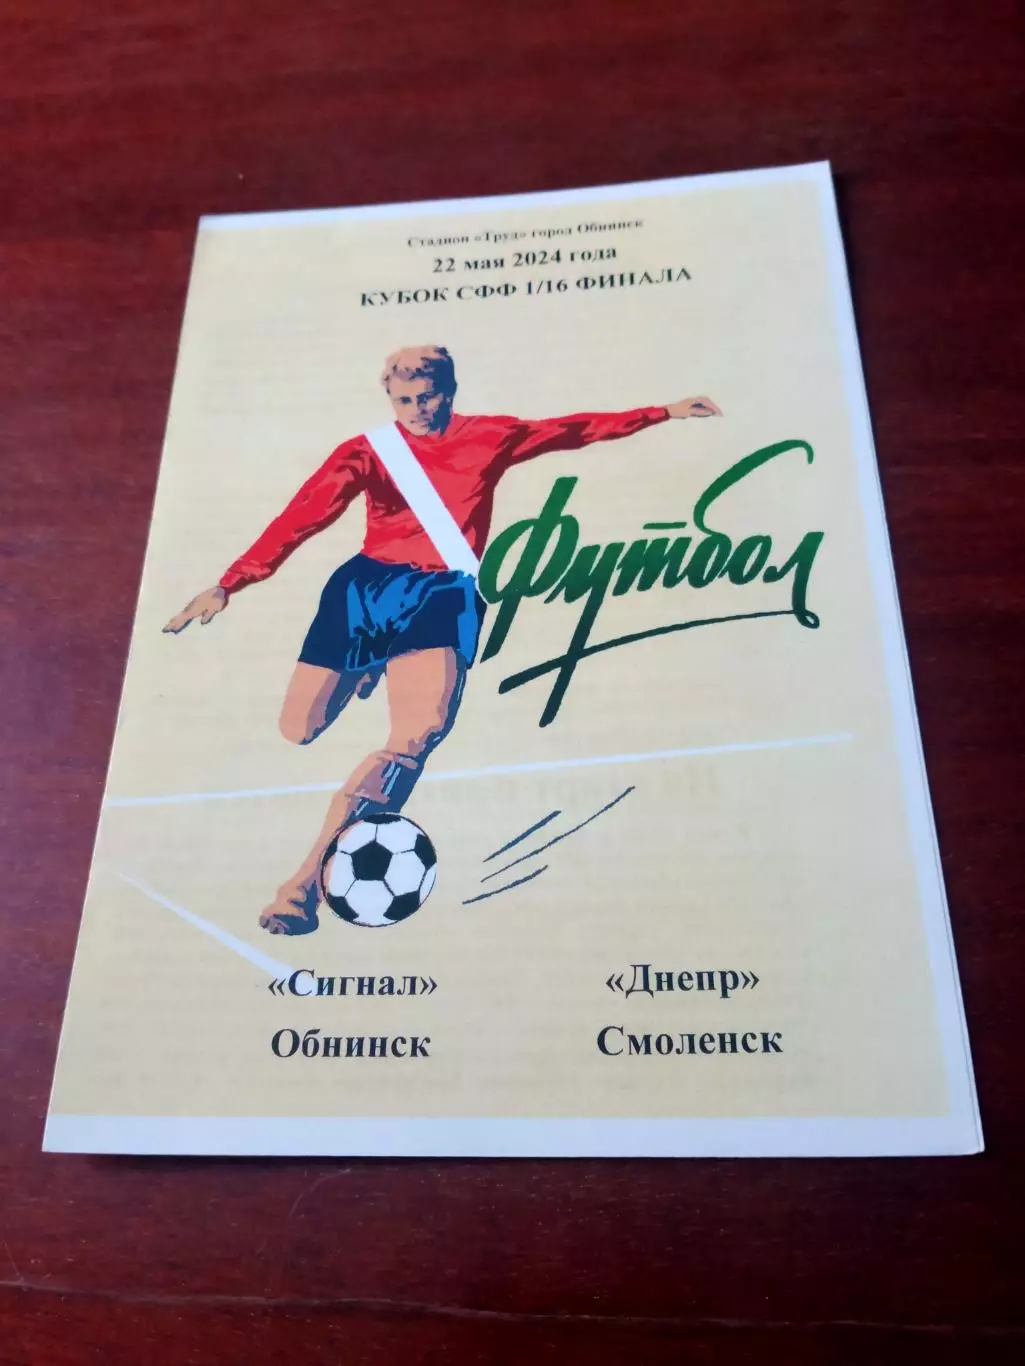 Стадион «Труд» город Обнинск
22 мая 2024 года
КУБОК СФФ 1/16 ФИНАЛА
Футбол
«Сигнал» «Днепр»
Обнинск Смоленск